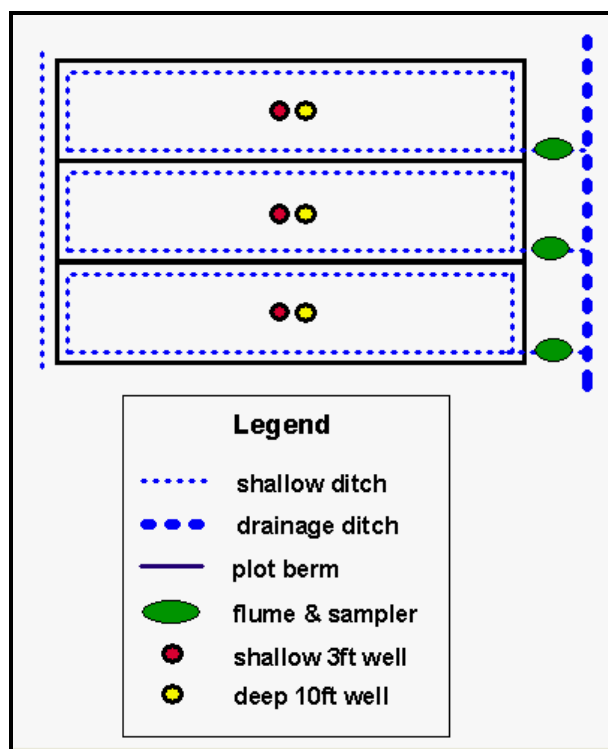 Legend
shallow ditch
drainage ditch
plot berm
flume & sampler
shallow 3ft well
deep 10ft well